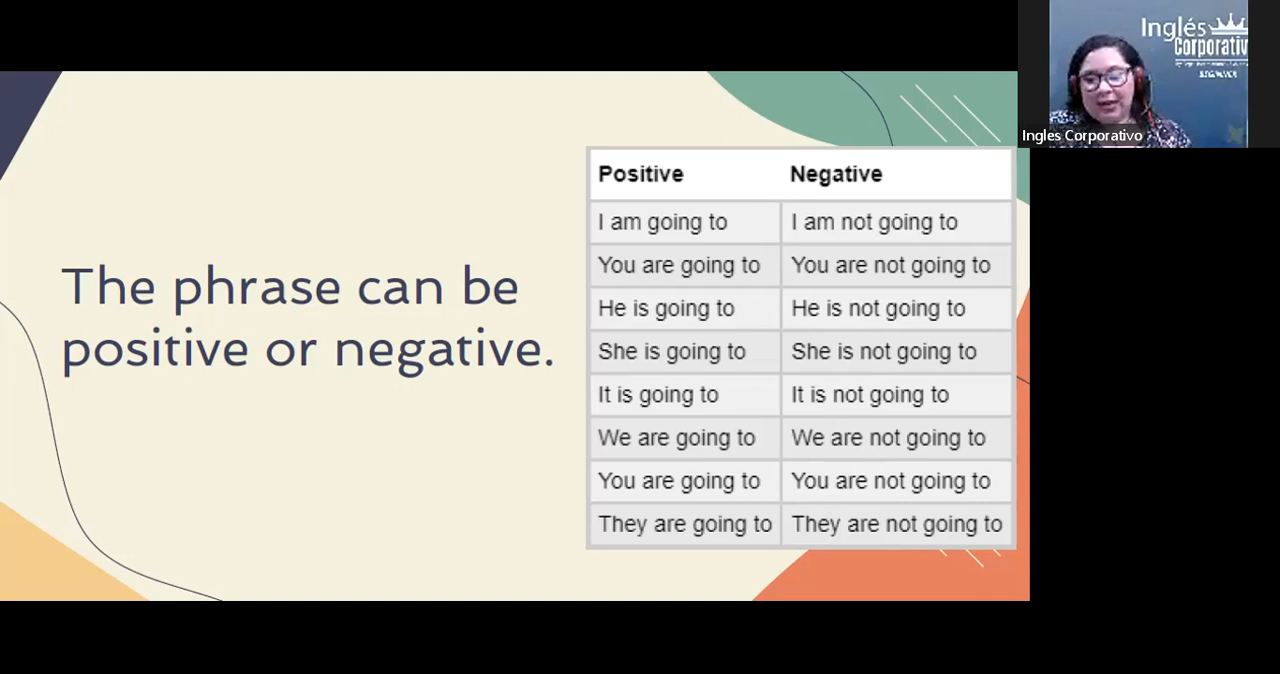 The phrase can be
positive or negative.
Positive Negative
I am going to I am not going to
You are going to You are not going to
He is going to He is not going to
She is going to She is not going to
It is going to It is not going to
We are going to We are not going to
You are going to You are not going to
They are going to They are not going to
Inglés
Corporativ
BEGINNER
Ingles Corporativo